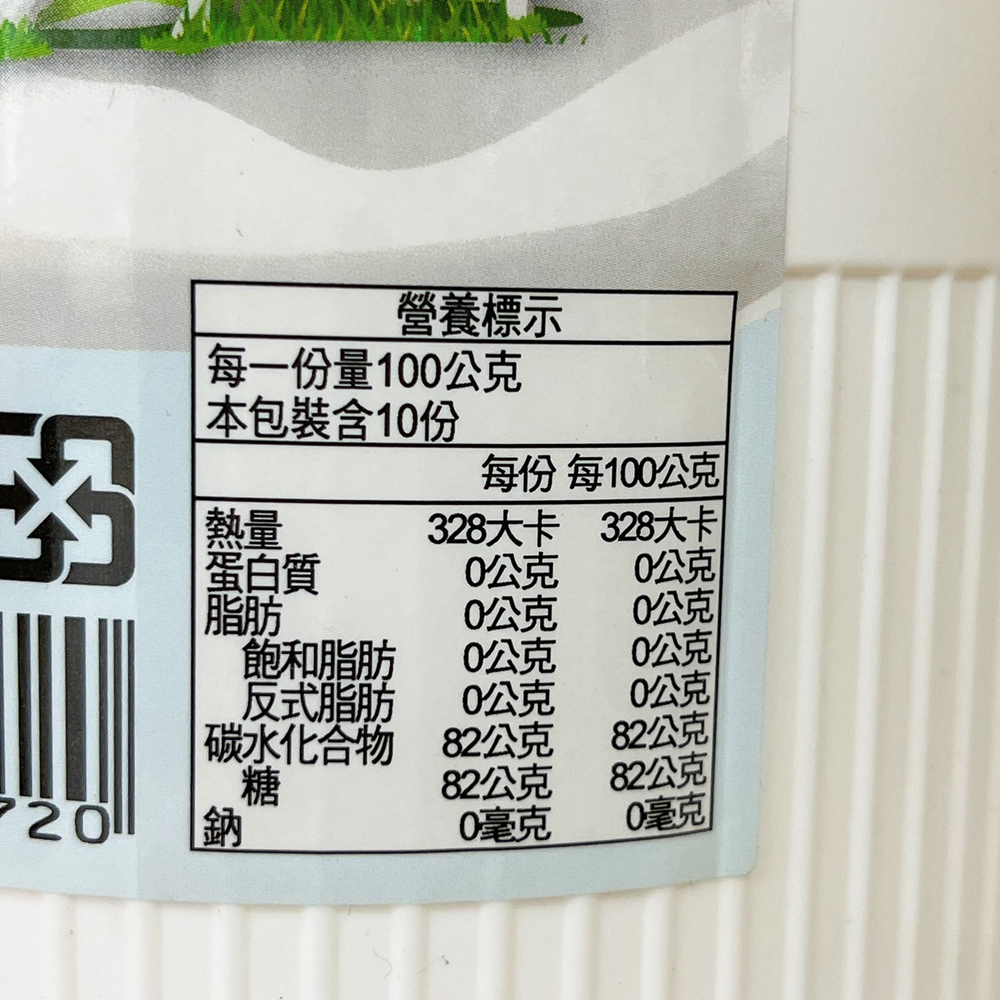 營養標示
每一份量100公克
本包裝含10份
每份 每100公克
熱量 328大卡 328大卡
蛋白質 0公克 0公克
脂肪 0公克 0公克
飽和脂肪 0公克 0公克
反式脂肪 0公克 0公克
碳水化合物 82公克 82公克
糖 82公克 82公克
鈉 0毫克 0毫克
720